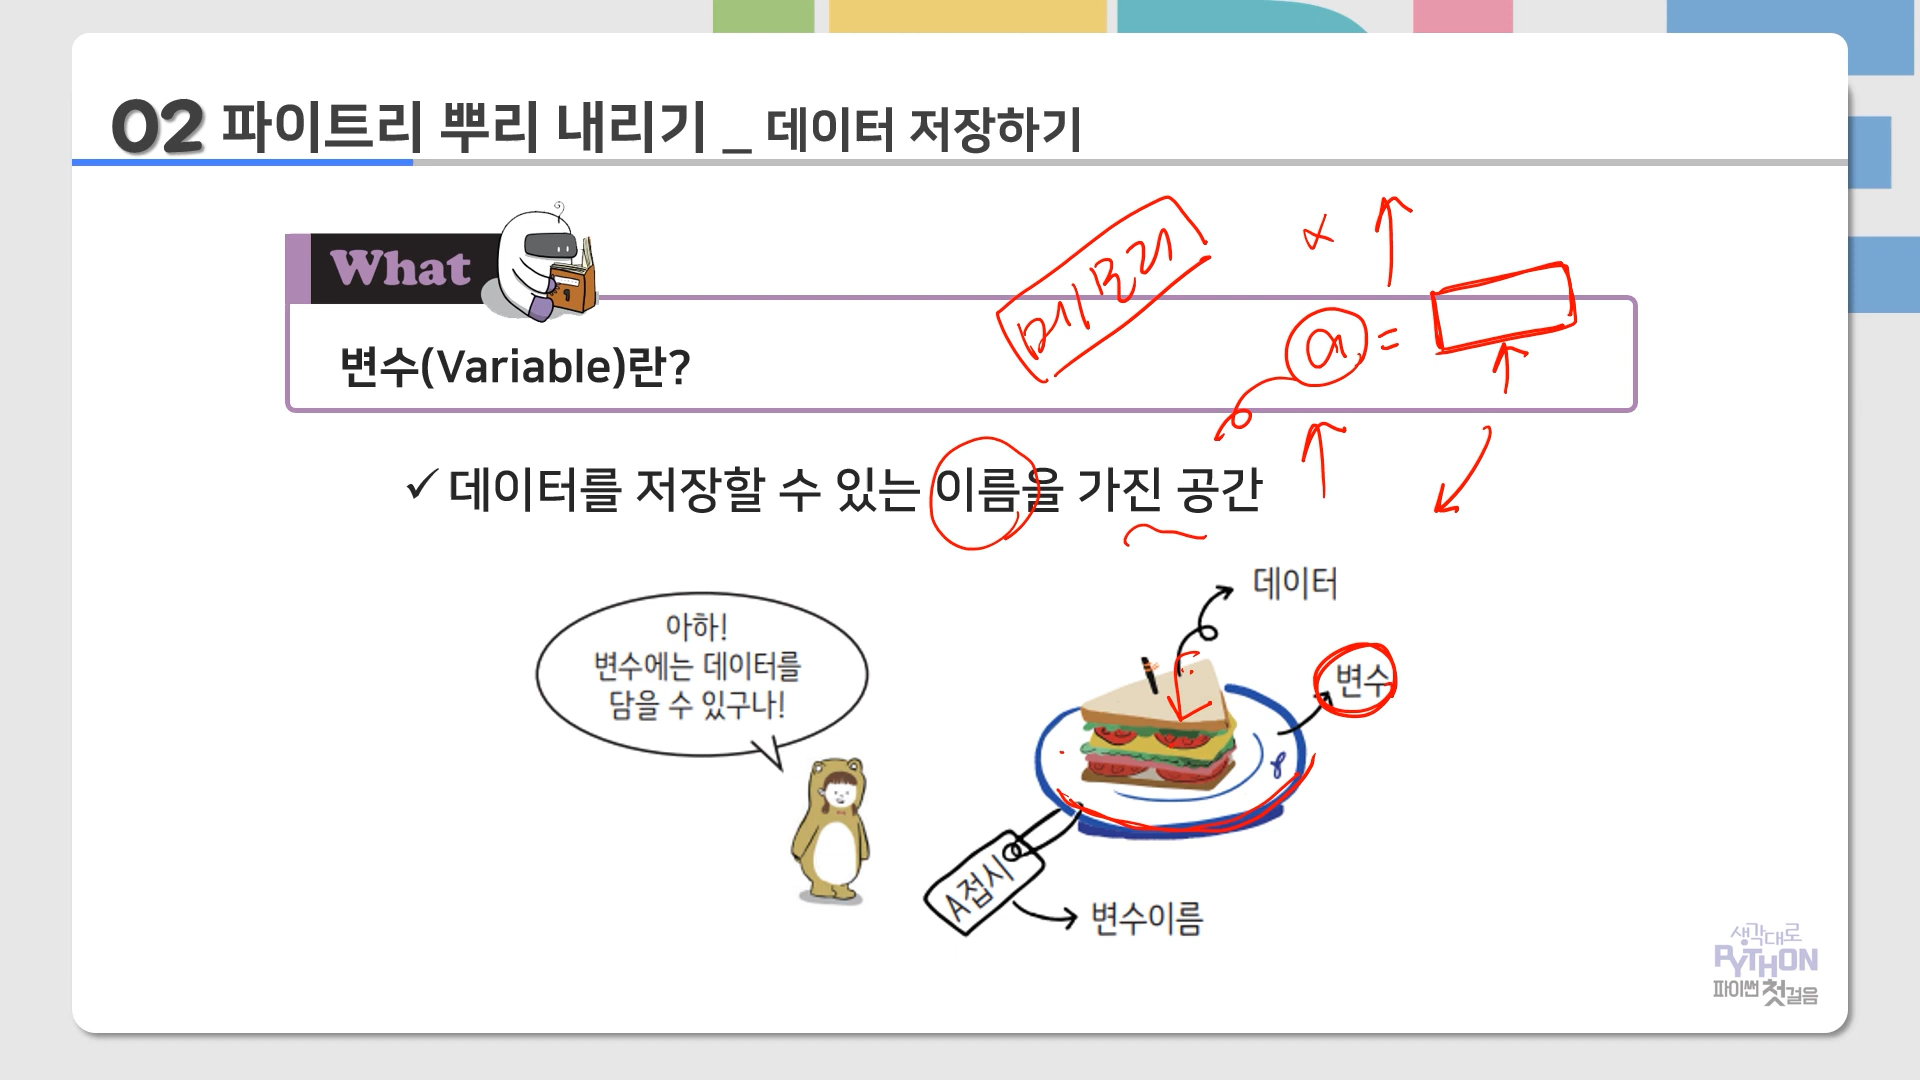 02 파이트리 뿌리 내리기 _ 데이터 저장하기
What
1
메모리
a =
변수(Variable)란?
✓ 데이터를 저장할 수 있는 이름을 가진 공간
데이터
아하!
변수에는 데이터를
담을 수 있구나!
변수
A접시
변수이름
생각대로
PYTHON
파이썬 첫걸음